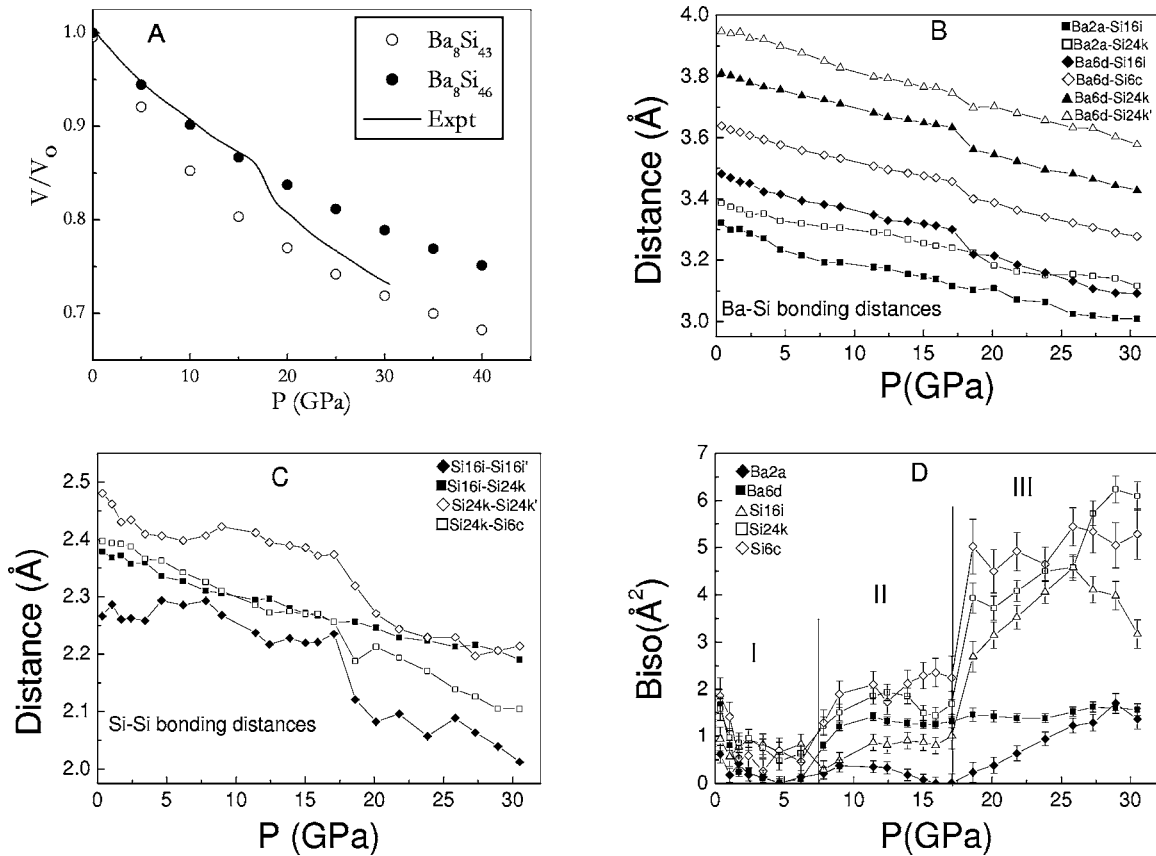 A
Ba8Si43
Ba8Si46
Expt
1.0
0.9
0.8
0.7
V/Vo
0
10
20
30
40
P (GPa)
B
Ba2a-Si16i
Ba2a-Si24k
Ba6d-Si16i
Ba6d-Si6c
Ba6d-Si24k
Ba6d-Si24k'
4.0
3.8
3.6
3.4
3.2
3.0
Distance (Å)
Ba-Si bonding distances
0 5 10 15 20 25 30
P(GPa)
C
Si16i-Si16i'
Si16i-Si24k
Si24k-Si24k'
Si24k-Si6c
2.5
2.4
2.3
2.2
2.1
2.0
Distance (Å)
Si-Si bonding distances
0 5 10 15 20 25 30
P (GPa)
D
Ba2a
Ba6d
Si16i
Si24k
Si6c
I
II
III
7
6
5
4
3
2
1
0
Biso(Å²)
0 5 10 15 20 25 30
P(GPa)